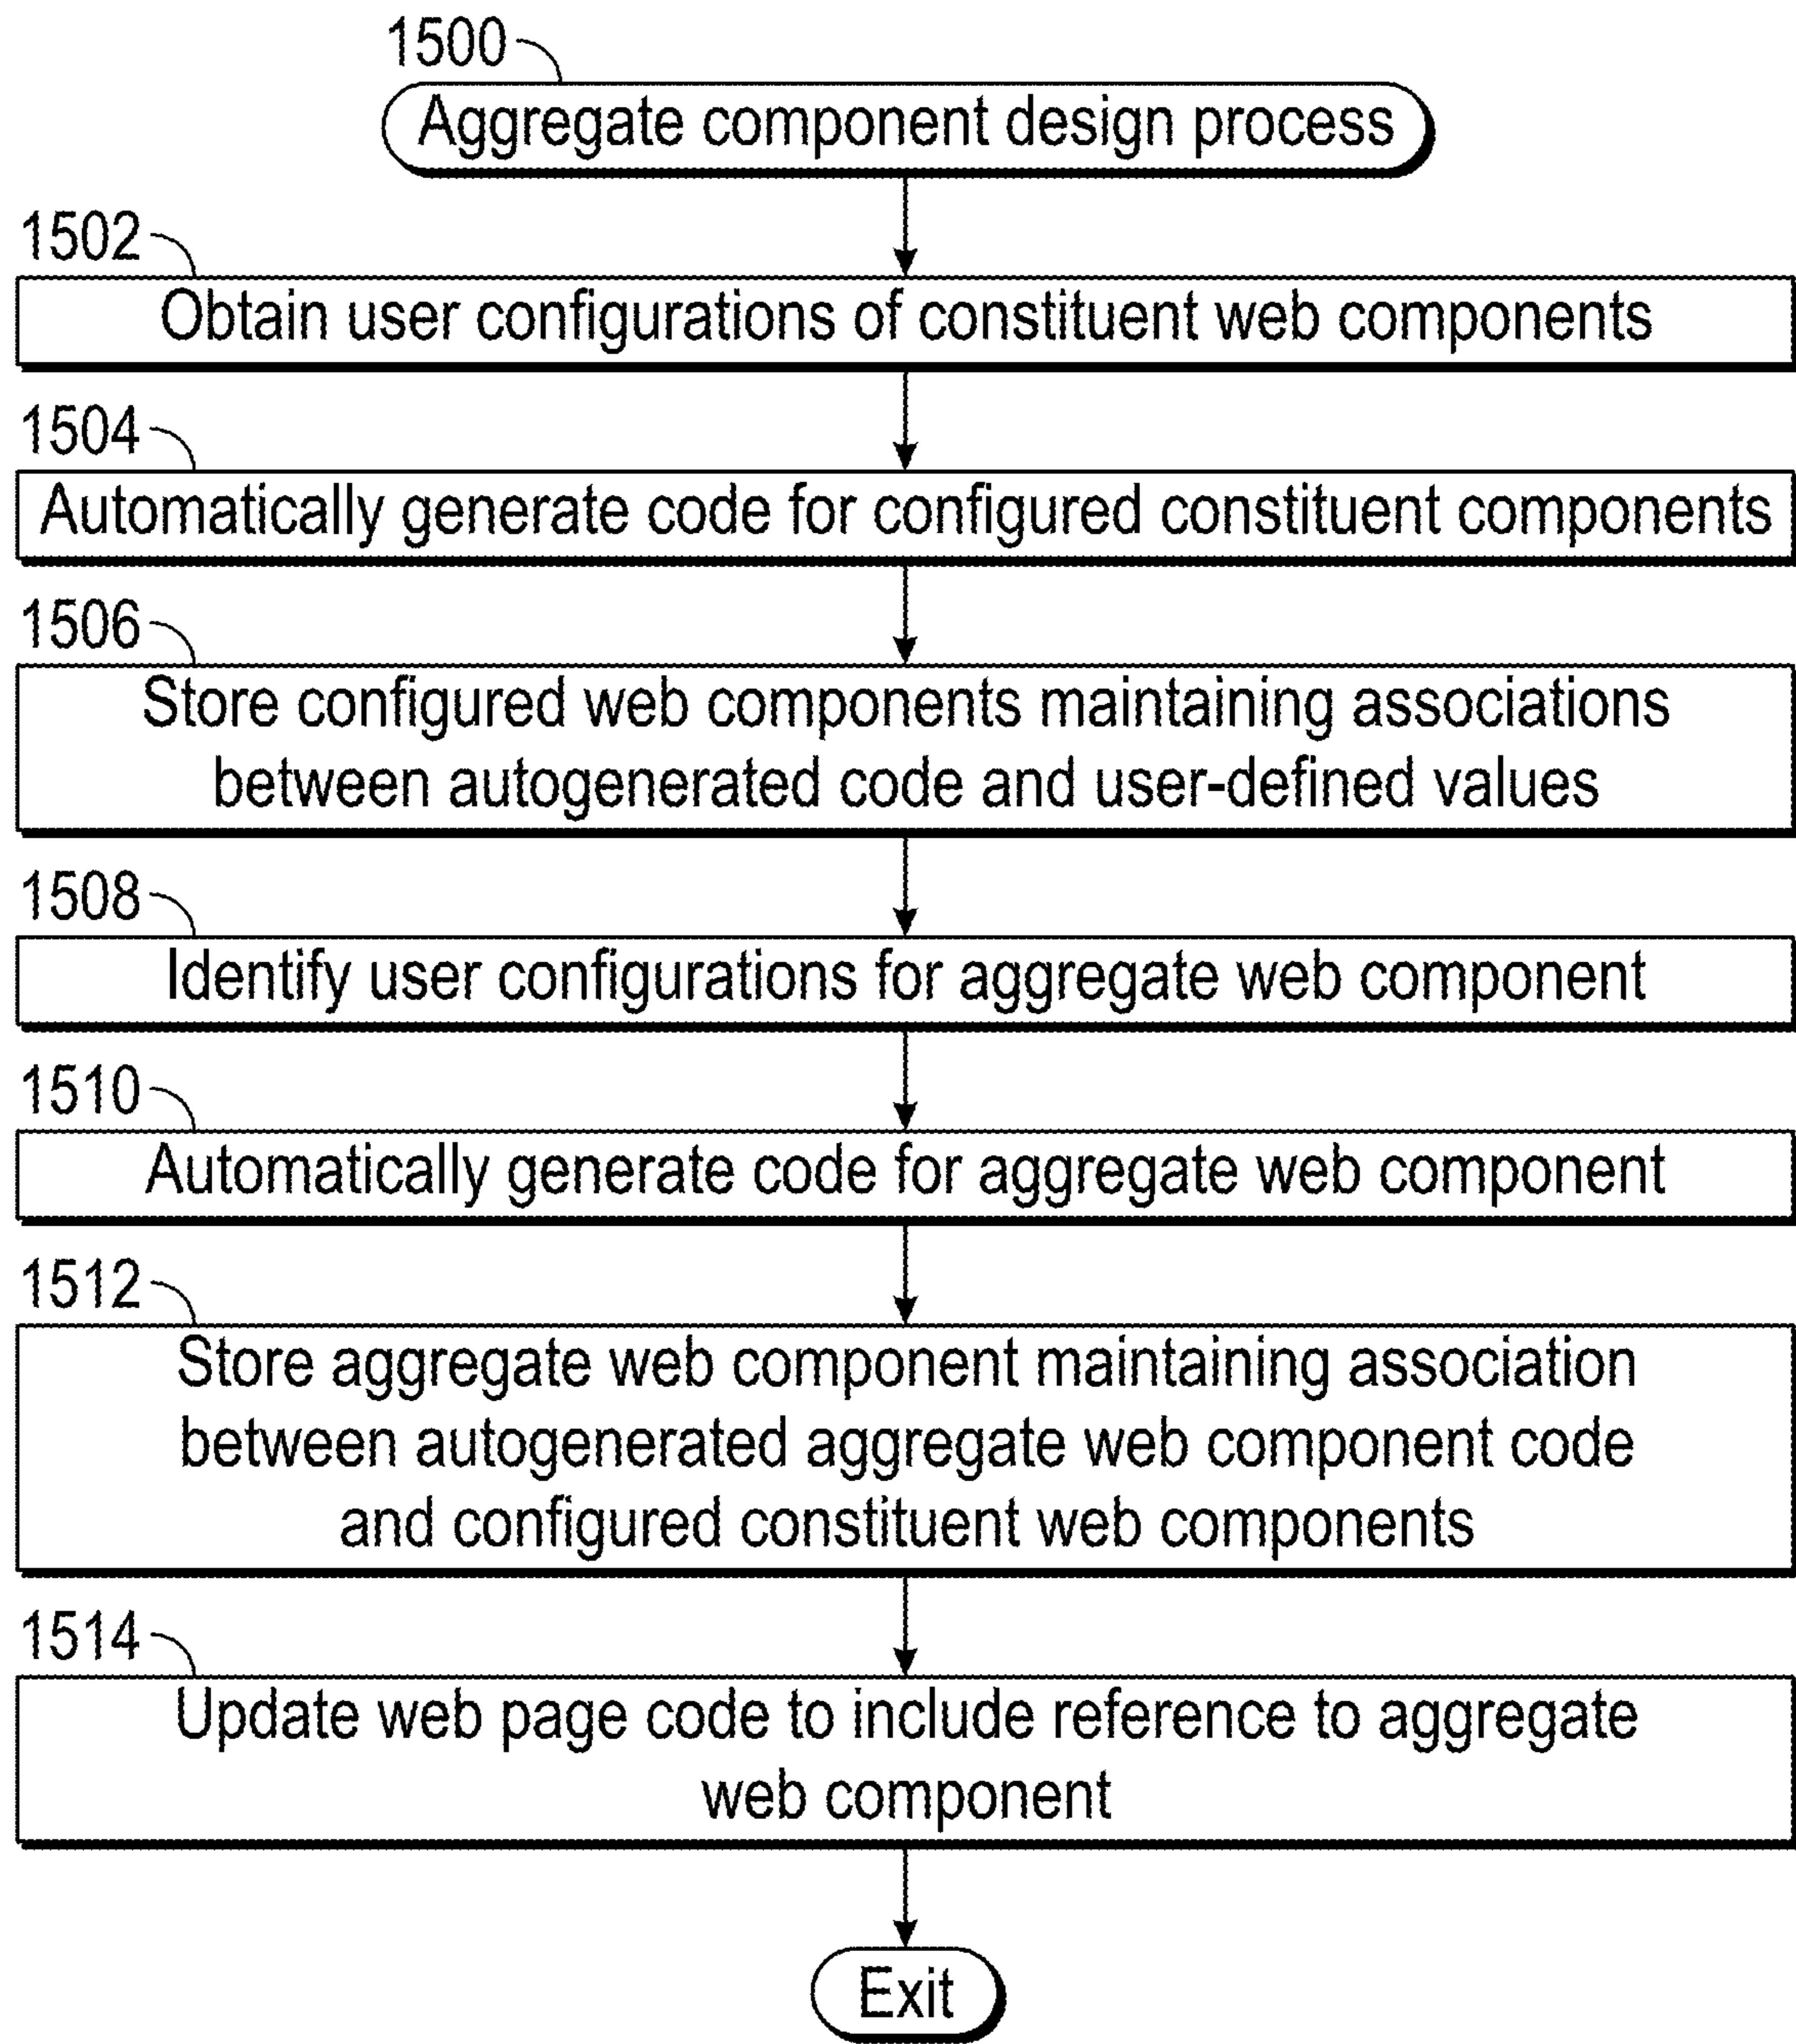 1500
Aggregate component design process
1502
Obtain user configurations of constituent web components
1504
Automatically generate code for configured constituent components
1506
Store configured web components maintaining associations
between autogenerated code and user-defined values
1508
Identify user configurations for aggregate web component
1510
Automatically generate code for aggregate web component
1512
Store aggregate web component maintaining association
between autogenerated aggregate web component code
and configured constituent web components
1514
Update web page code to include reference to aggregate
web component
Exit